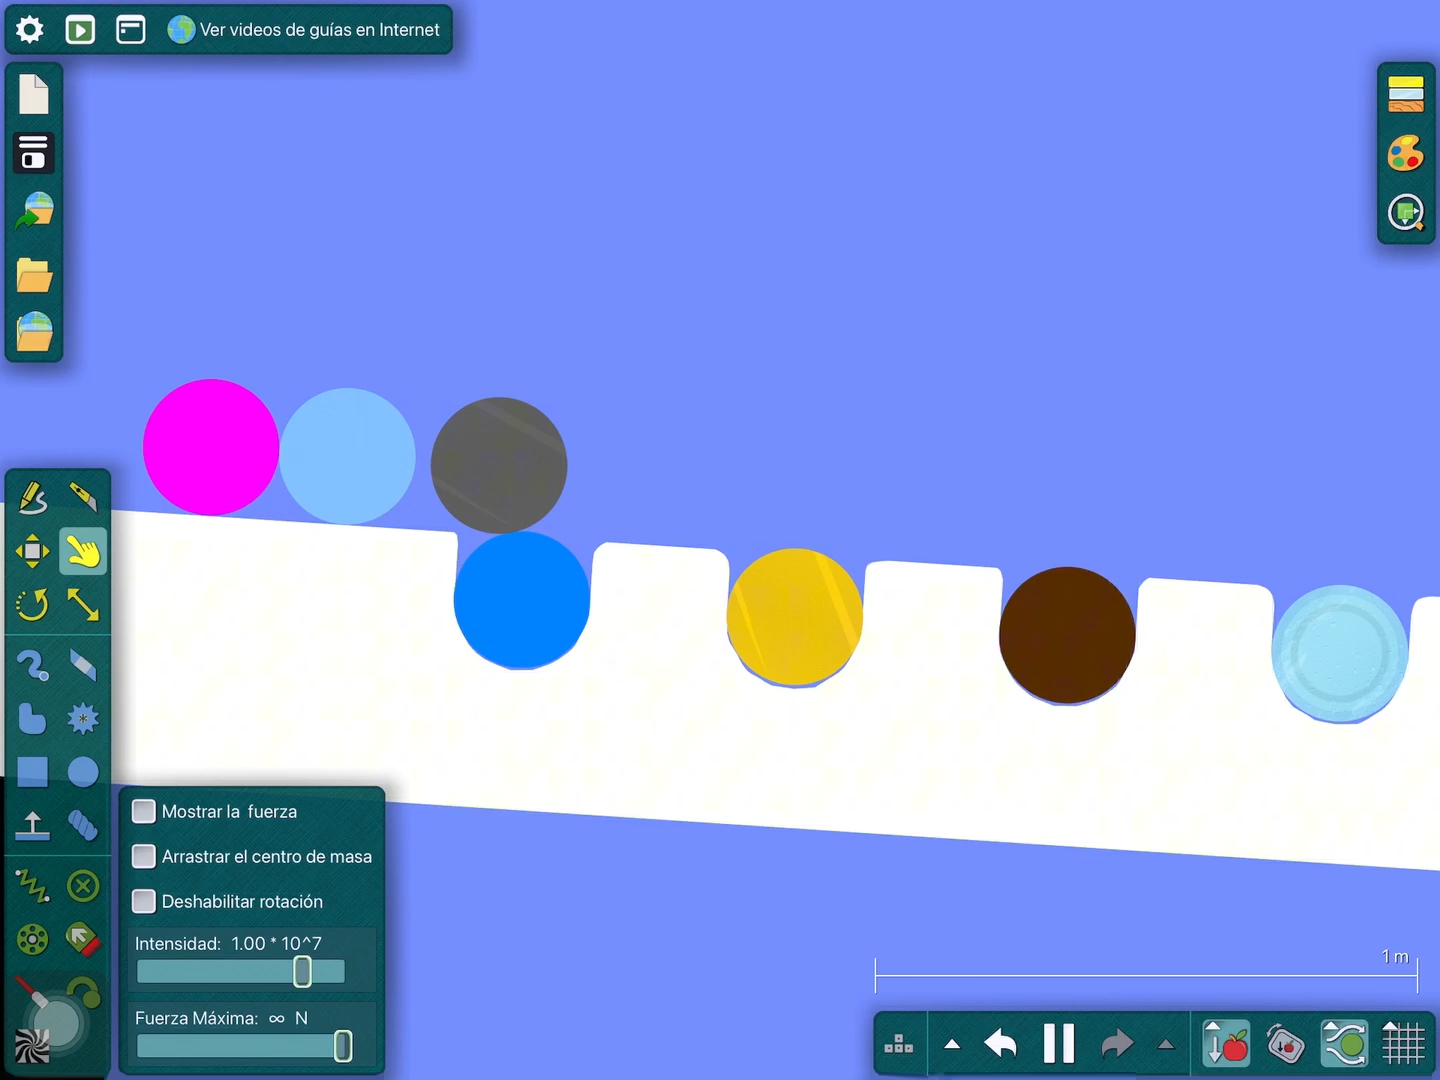 Ver videos de guías en Internet
Mostrar la fuerza
Arrastrar el centro de masa
Deshabilitar rotación
Intensidad: 1.00 * 10^7
Fuerza Máxima: ∞ N
1 m